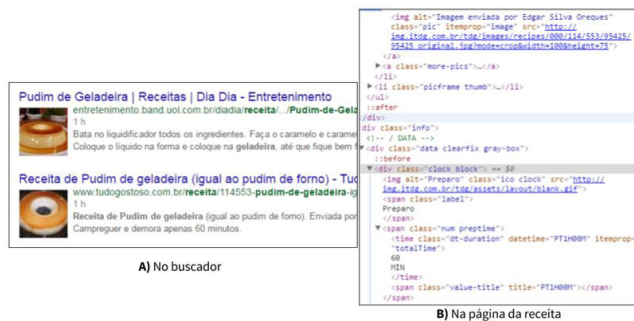 Pudim de Geladeira | Receitas | Dia Dia - Entretenimento
entretenimento.band.uol.com.br/diadia/receita/.../Pudim-de-Gela
1 h
Bata no liquidificador todos os ingredientes. Faça o caramelo e carame
Coloque o líquido na forma e coloque na geladeira, até que fique bem f
Receita de Pudim de geladeira (igual ao pudim de forno) - Tud
www.tudogostoso.com.br/receita/114553-pudim-de-geladeira-ig
1 h
Receita de Pudim de geladeira (igual ao pudim de forno). Enviada por
Campreguer e demora apenas 60 minutos.
A) No buscador
<img alt="Imagem enviada por Edgar Silva Oreques"
class="pic" itemprop="image" src="http://
img.itdg.com.br/tdg/images/recipes/000/114/553/95425/
95425_original.jpg?mode=crop&width=100&height=75">
</a>
▶<a class="more-pics">…</a>
</li>
▶<li class="picframe thumb">…</li>
</ul>
::after
</div>
<div class="info">
<!-- / DATA -->
▼<div class="data clearfix gray-box">
::before
▼<div class="clock block"> == $0
<img alt="Preparo" class="ico clock" src="http://
img.itdg.com.br/tdg/assets/layout/blank.gif">
<span class="label">
Preparo
</span>
▼<span class="num preptime">
<time class="dt-duration" datetime="PT1H00M" itemprop=
"totalTime">
60
MIN
</time>
<span class="value-title" title="PT1H00M"></span>
</span>
B) Na página da receita